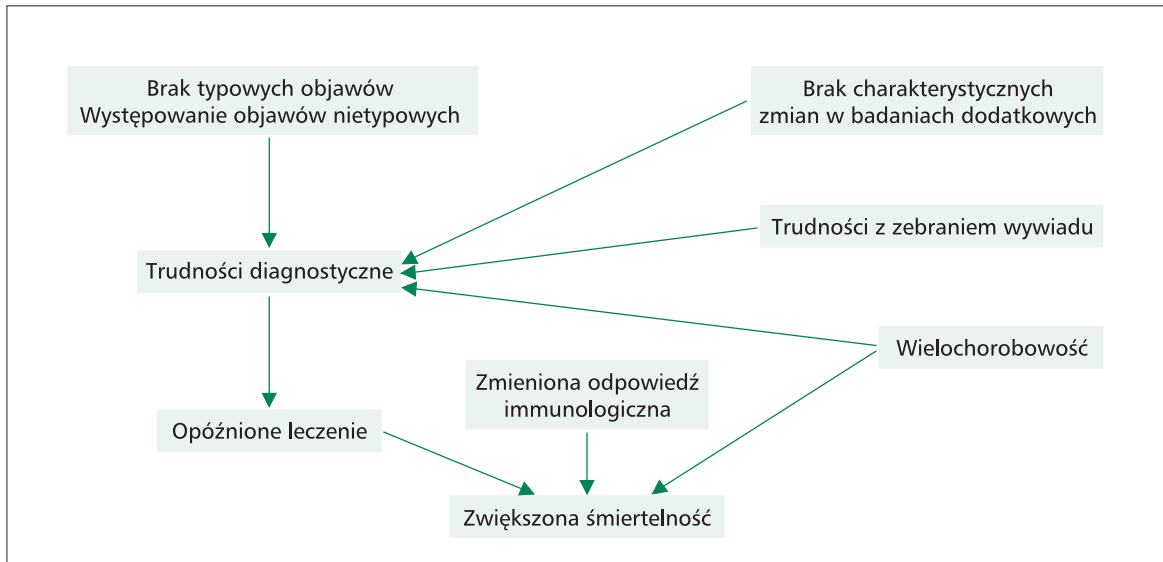 Brak typowych objawów
Występowanie objawów nietypowych
Brak charakterystycznych
zmian w badaniach dodatkowych
Trudności z zebraniem wywiadu
Trudności diagnostyczne
Wielochorobowość
Zmieniona odpowiedź
immunologiczna
Opóźnione leczenie
Zwiększona śmiertelność